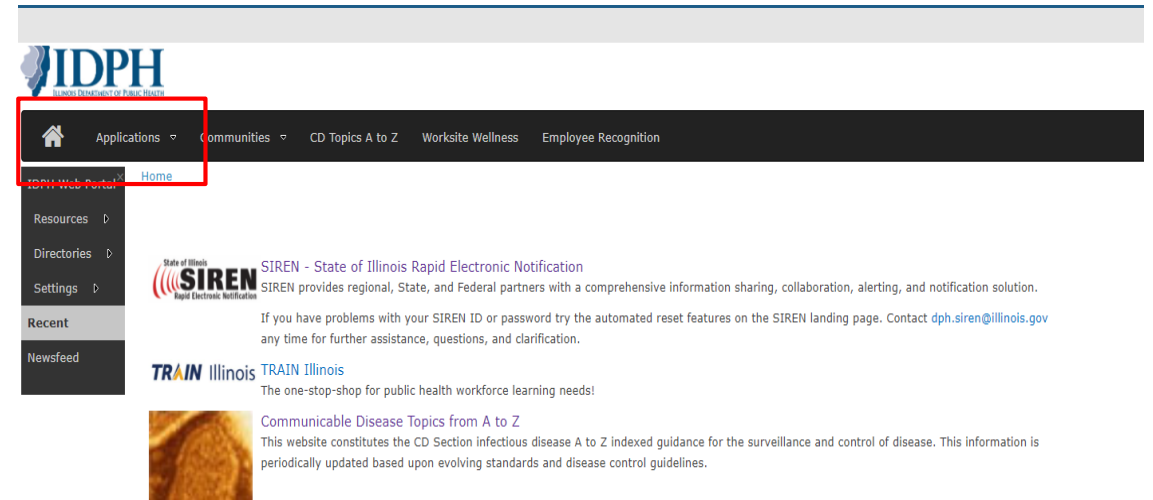 IDPH
ILLINOIS DEPARTMENT OF PUBLIC HEALTH
Applications Communities CD Topics A to Z Worksite Wellness Employee Recognition
IDPH Web Portal × Home
Resources
Directories
Settings
Recent
Newsfeed
State of Illinois
SIREN
Rapid Electronic Notification
SIREN - State of Illinois Rapid Electronic Notification
SIREN provides regional, State, and Federal partners with a comprehensive information sharing, collaboration, alerting, and notification solution.
If you have problems with your SIREN ID or password try the automated reset features on the SIREN landing page. Contact dph.siren@illinois.gov
any time for further assistance, questions, and clarification.
TRAIN Illinois
TRAIN Illinois
The one-stop-shop for public health workforce learning needs!
Communicable Disease Topics from A to Z
This website constitutes the CD Section infectious disease A to Z indexed guidance for the surveillance and control of disease. This information is
periodically updated based upon evolving standards and disease control guidelines.